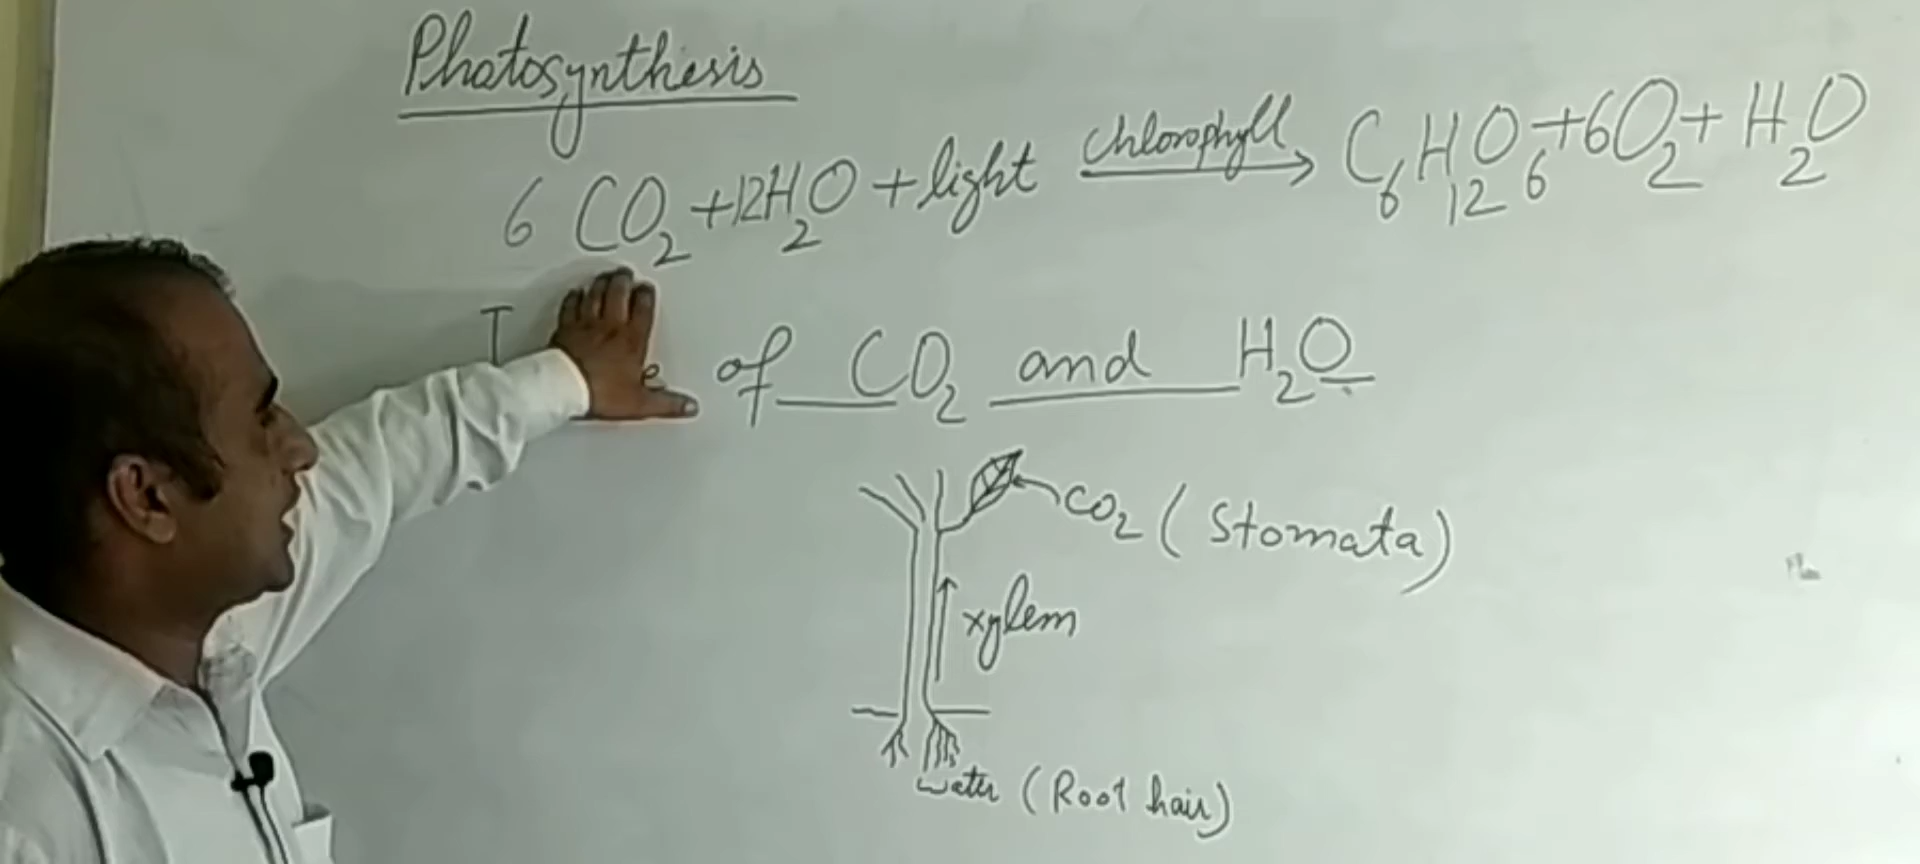 Photosynthesis
6 CO₂ + 12H₂O + light chlorophyll → C₆H₁₂O₆ + 6O₂ + H₂O
of CO₂ and H₂O
CO₂ (Stomata)
xylem
water (Root hair)